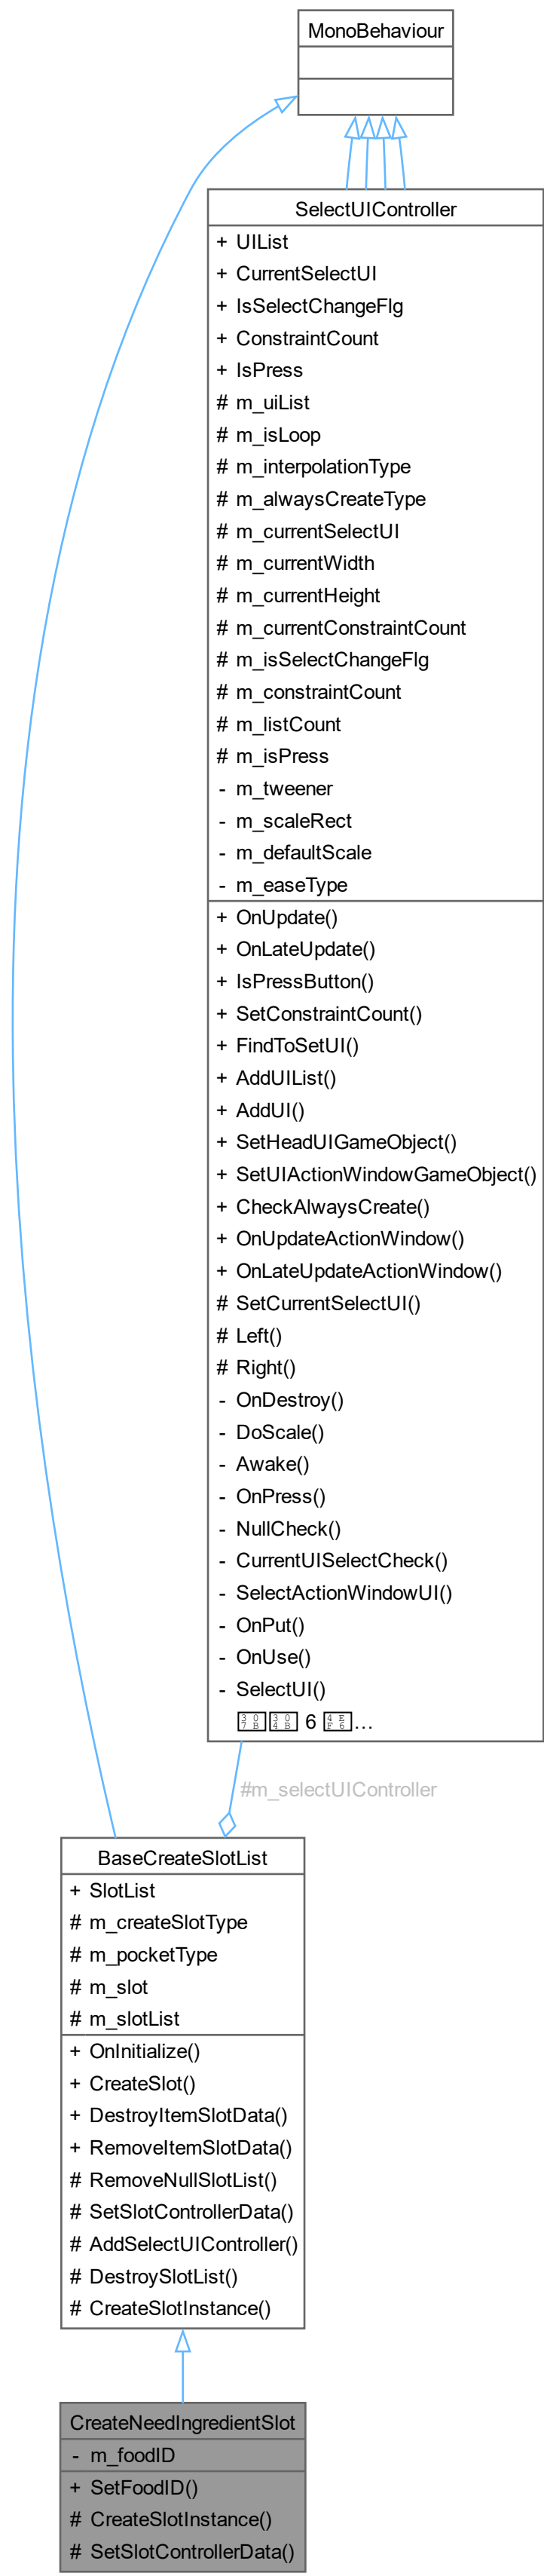 MonoBehaviour
SelectUIController
+ UIList
+ CurrentSelectUI
+ IsSelectChangeFlg
+ ConstraintCount
+ IsPress
# m_uiList
# m_isLoop
# m_interpolationType
# m_alwaysCreateType
# m_currentSelectUI
# m_currentWidth
# m_currentHeight
# m_currentConstraintCount
# m_isSelectChangeFlg
# m_constraintCount
# m_listCount
# m_isPress
- m_tweener
- m_scaleRect
- m_defaultScale
- m_easeType
+ OnUpdate()
+ OnLateUpdate()
+ IsPressButton()
+ SetConstraintCount()
+ FindToSetUI()
+ AddUIList()
+ AddUI()
+ SetHeadUIGameObject()
+ SetUIActionWindowGameObject()
+ CheckAlwaysCreate()
+ OnUpdateActionWindow()
+ OnLateUpdateActionWindow()
# SetCurrentSelectUI()
# Left()
# Right()
- OnDestroy()
- DoScale()
- Awake()
- OnPress()
- NullCheck()
- CurrentUISelectCheck()
- SelectActionWindowUI()
- OnPut()
- OnUse()
- SelectUI()
6 ...
#m_selectUIController
BaseCreateSlotList
+ SlotList
# m_createSlotType
# m_pocketType
# m_slot
# m_slotList
+ OnInitialize()
+ CreateSlot()
+ DestroyItemSlotData()
+ RemoveItemSlotData()
# RemoveNullSlotList()
# SetSlotControllerData()
# AddSelectUIController()
# DestroySlotList()
# CreateSlotInstance()
CreateNeedIngredientSlot
- m_foodID
+ SetFoodID()
# CreateSlotInstance()
# SetSlotControllerData()